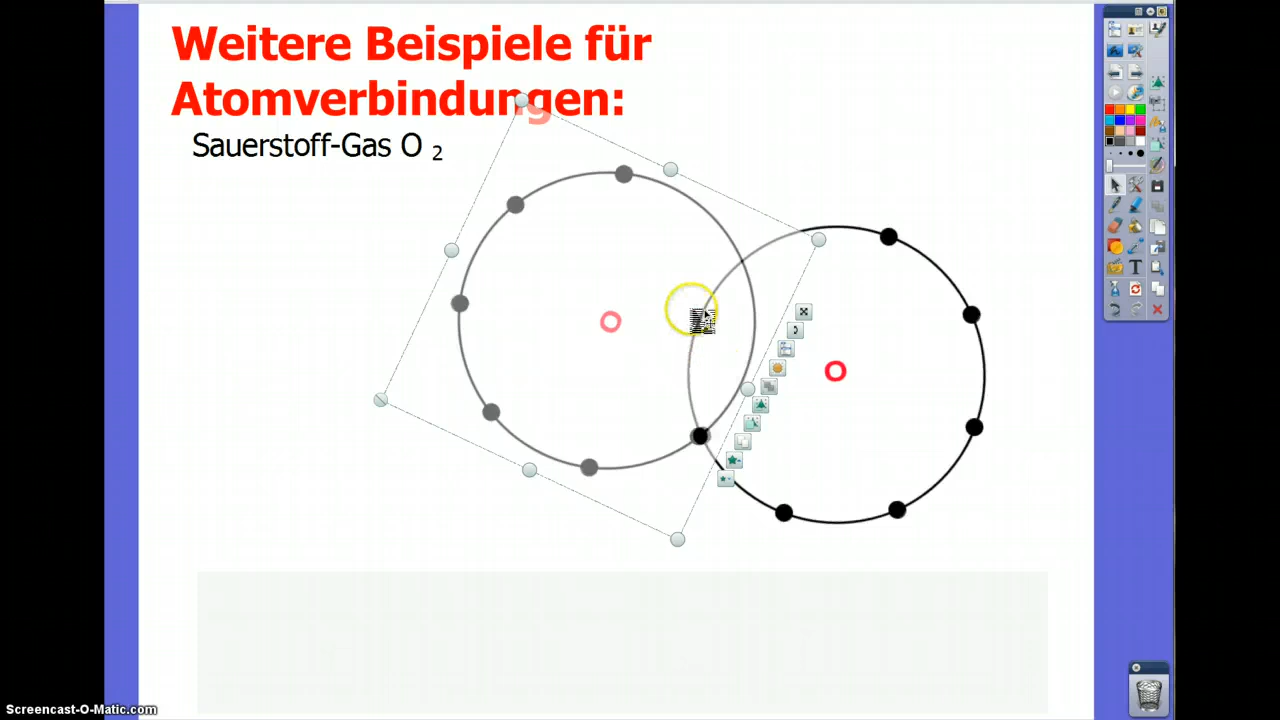 Weitere Beispiele für
Atomverbindungen:
Sauerstoff-Gas O 2
O
O
T
Screencast-O-Matic.com